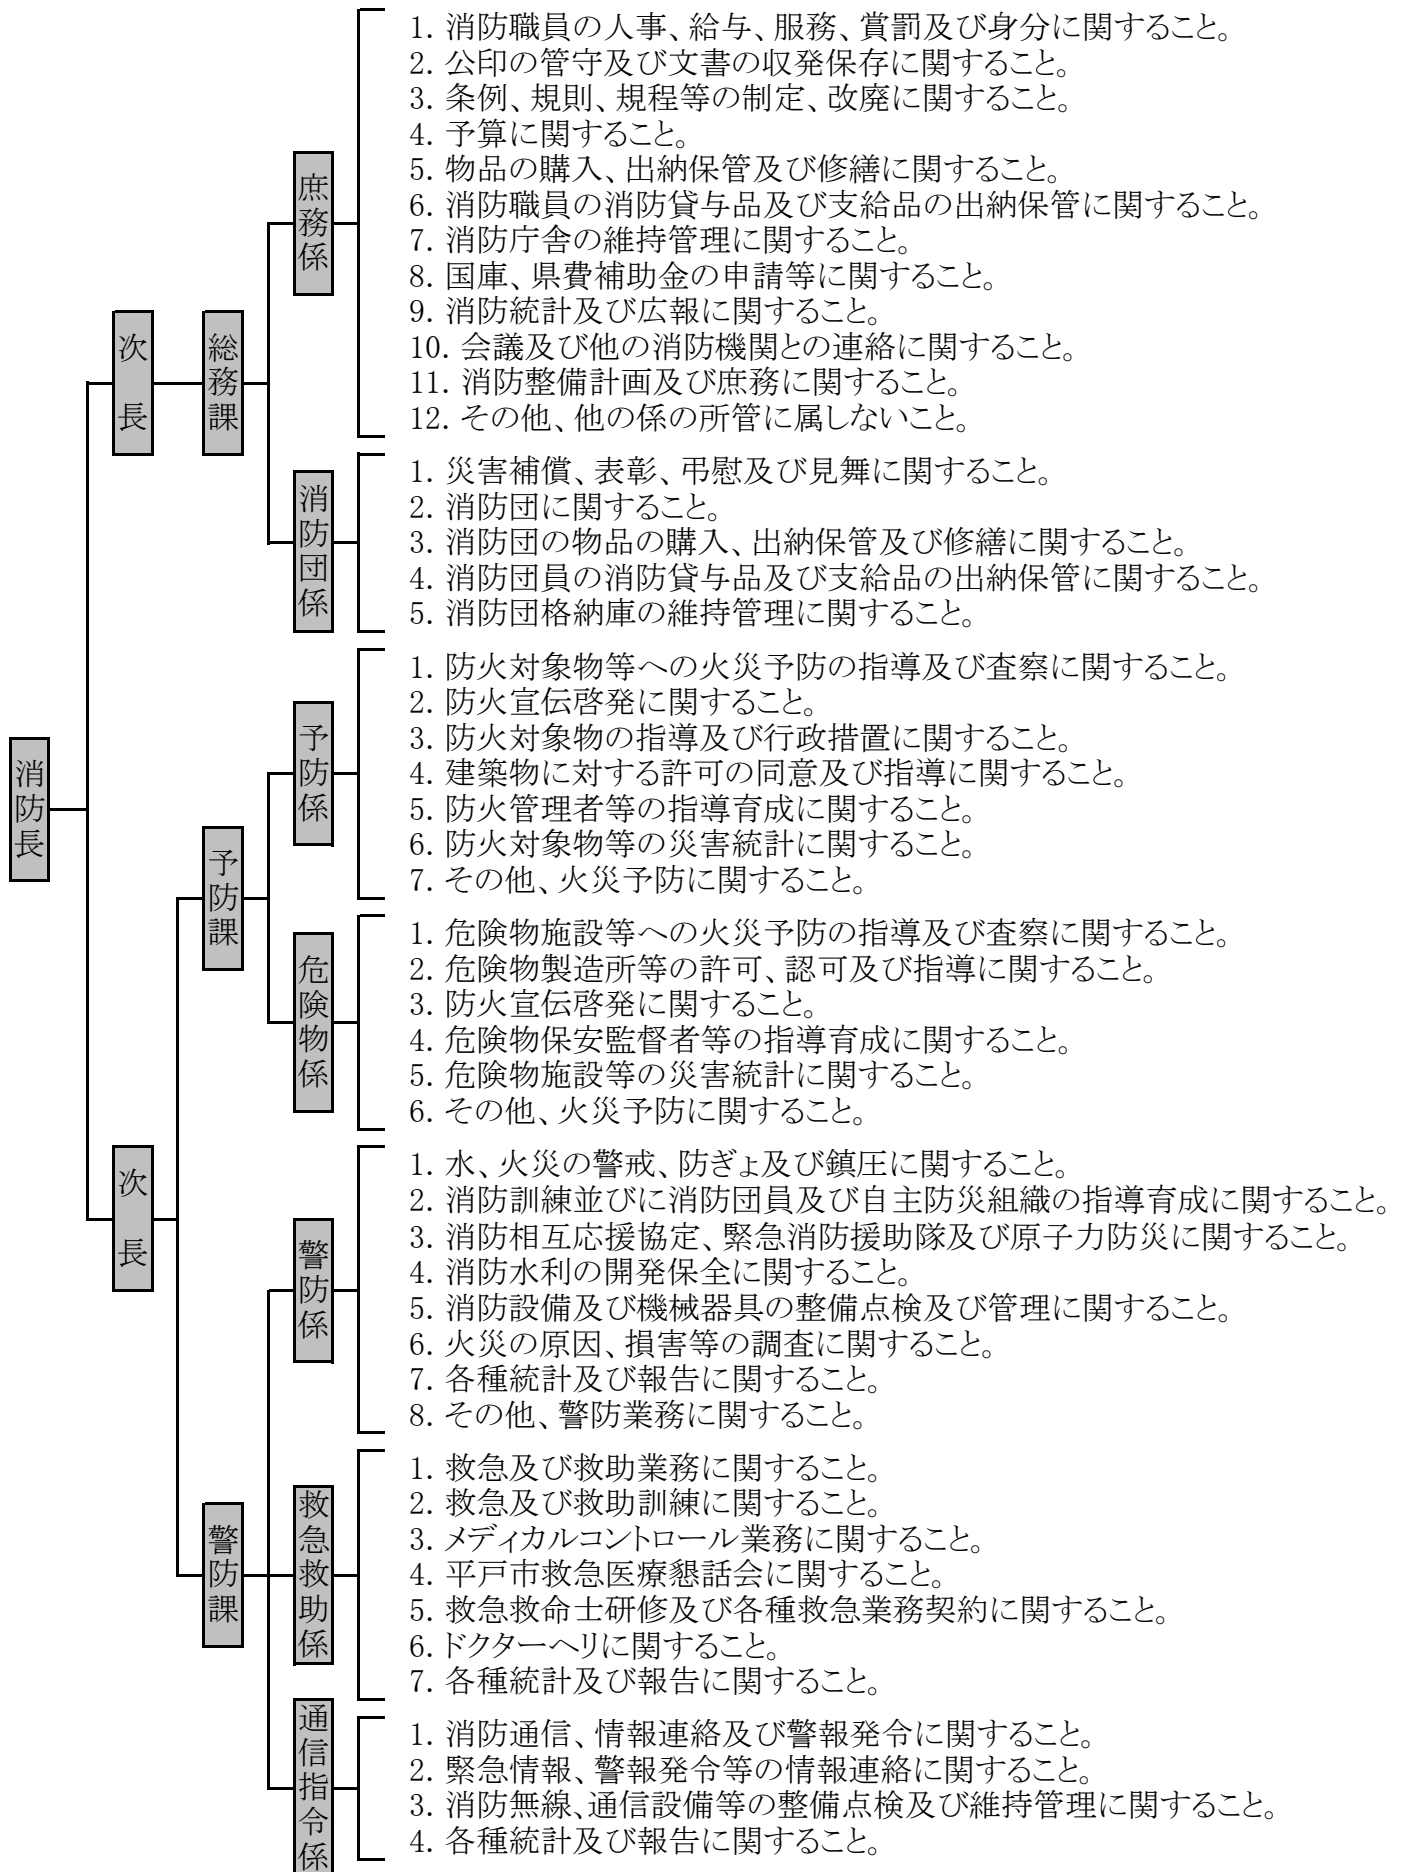 消防長
次長
総務課
庶務係
1. 消防職員の人事、給与、服務、賞罰及び身分に関すること。
2. 公印の管守及び文書の収発保存に関すること。
3. 条例、規則、規程等の制定、改廃に関すること。
4. 予算に関すること。
5. 物品の購入、出納保管及び修繕に関すること。
6. 消防職員の消防貸与品及び支給品の出納保管に関すること。
7. 消防庁舎の維持管理に関すること。
8. 国庫、県費補助金の申請等に関すること。
9. 消防統計及び広報に関すること。
10. 会議及び他の消防機関との連絡に関すること。
11. 消防整備計画及び庶務に関すること。
12. その他、他の係の所管に属しないこと。
消防団係
1. 災害補償、表彰、弔慰及び見舞に関すること。
2. 消防団に関すること。
3. 消防団の物品の購入、出納保管及び修繕に関すること。
4. 消防団員の消防貸与品及び支給品の出納保管に関すること。
5. 消防団格納庫の維持管理に関すること。
次長
予防課
予防係
1. 防火対象物等への火災予防の指導及び査察に関すること。
2. 防火宣伝啓発に関すること。
3. 防火対象物の指導及び行政措置に関すること。
4. 建築物に対する許可の同意及び指導に関すること。
5. 防火管理者等の指導育成に関すること。
6. 防火対象物等の災害統計に関すること。
7. その他、火災予防に関すること。
危険物係
1. 危険物施設等への火災予防の指導及び査察に関すること。
2. 危険物製造所等の許可、認可及び指導に関すること。
3. 防火宣伝啓発に関すること。
4. 危険物保安監督者等の指導育成に関すること。
5. 危険物施設等の災害統計に関すること。
6. その他、火災予防に関すること。
警防課
警防係
1. 水、火災の警戒、防ぎょ及び鎮圧に関すること。
2. 消防訓練並びに消防団員及び自主防災組織の指導育成に関すること。
3. 消防相互応援協定、緊急消防援助隊及び原子力防災に関すること。
4. 消防水利の開発保全に関すること。
5. 消防設備及び機械器具の整備点検及び管理に関すること。
6. 火災の原因、損害等の調査に関すること。
7. 各種統計及び報告に関すること。
8. その他、警防業務に関すること。
救急救助係
1. 救急及び救助業務に関すること。
2. 救急及び救助訓練に関すること。
3. メディカルコントロール業務に関すること。
4. 平戸市救急医療懇話会に関すること。
5. 救急救命士研修及び各種救急業務契約に関すること。
6. ドクターヘリに関すること。
7. 各種統計及び報告に関すること。
通信指令係
1. 消防通信、情報連絡及び警報発令に関すること。
2. 緊急情報、警報発令等の情報連絡に関すること。
3. 消防無線、通信設備等の整備点検及び維持管理に関すること。
4. 各種統計及び報告に関すること。